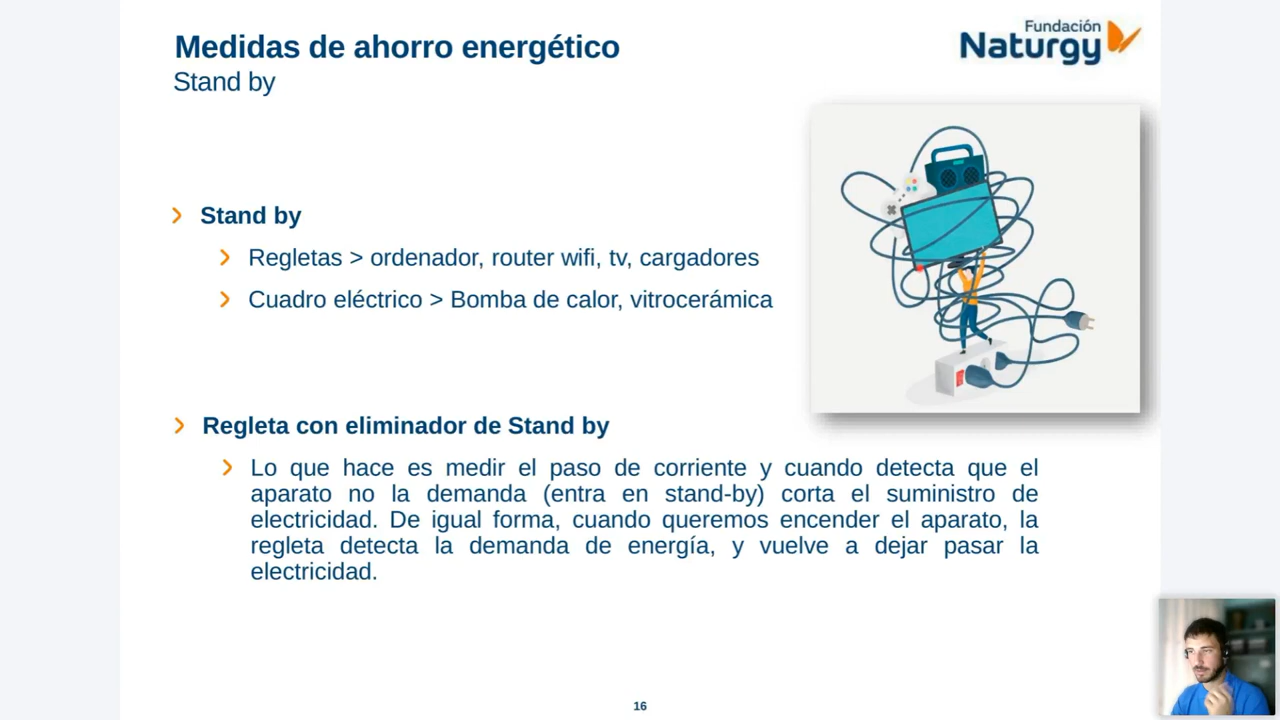 Medidas de ahorro energético
Stand by
Fundación
Naturgy
Stand by
Regletas > ordenador, router wifi, tv, cargadores
Cuadro eléctrico > Bomba de calor, vitrocerámica
Regleta con eliminador de Stand by
Lo que hace es medir el paso de corriente y cuando detecta que el
aparato no la demanda (entra en stand-by) corta el suministro de
electricidad. De igual forma, cuando queremos encender el aparato, la
regleta detecta la demanda de energía, y vuelve a dejar pasar la
electricidad.
16